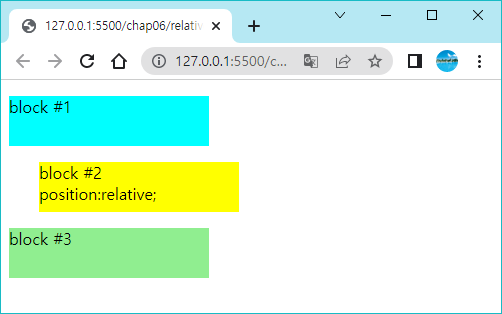 127.0.0.1:5500/chap06/relativ
127.0.0.1:5500/c...
block #1
block #2
position:relative;
block #3